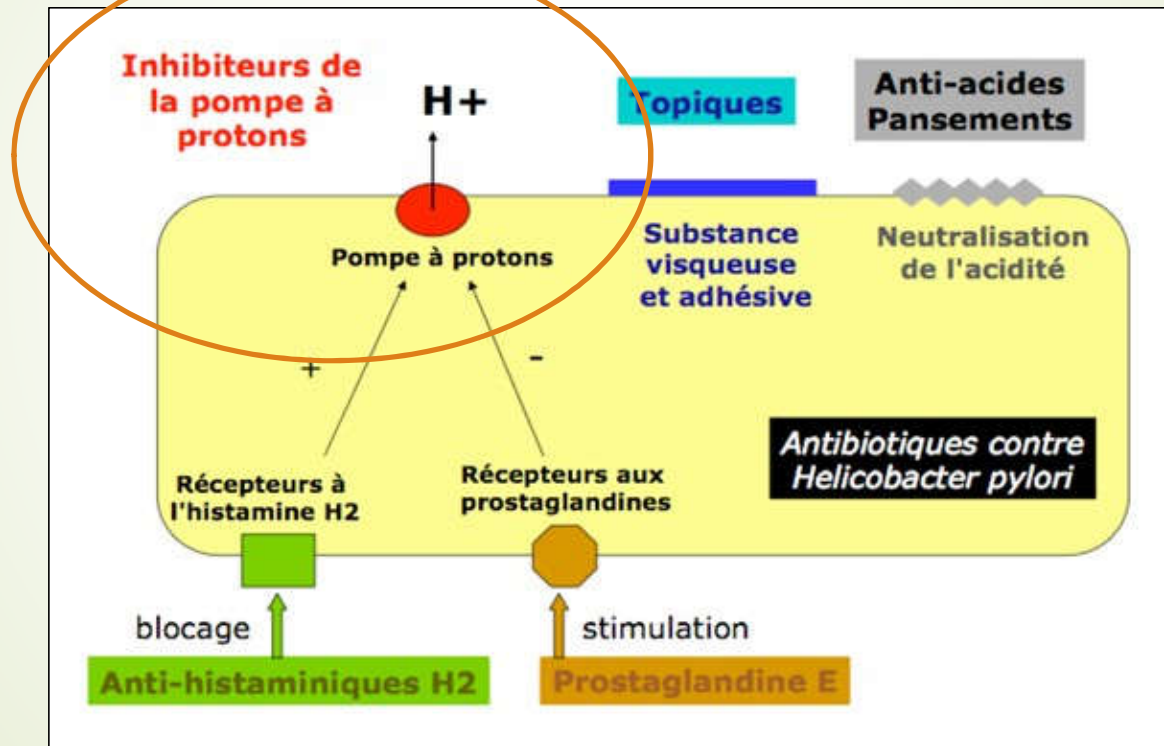 Inhibiteurs de
la pompe à
protons
H+
Topiques
Anti-acides
Pansements
Pompe à protons
Substance
visqueuse
et adhésive
Neutralisation
de l'acidité
+
-
Antibiotiques contre
Helicobacter pylori
Récepteurs à
l'histamine H2
Récepteurs aux
prostaglandines
blocage
stimulation
Anti-histaminiques H2
Prostaglandine E